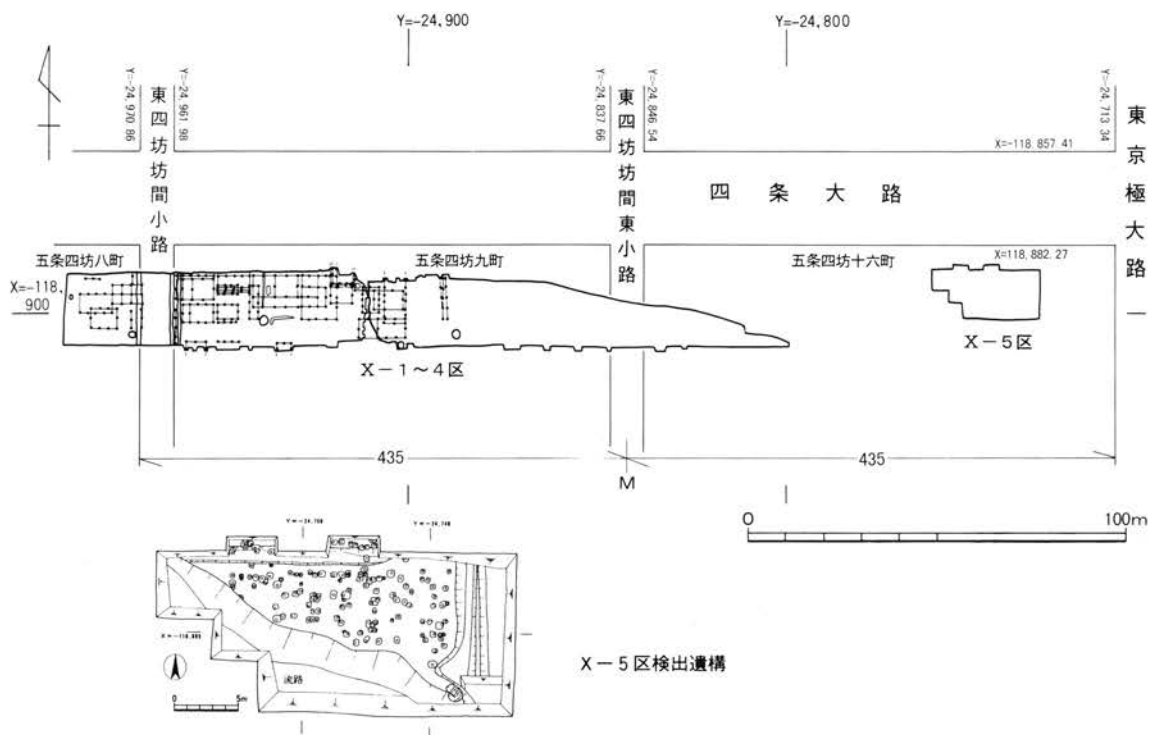 Y=-24,900
Y=-24,800
Y=-24,970.86
東四坊坊間小路
Y=-24,961.98
Y=-24,837.66
東四坊坊間東小路
Y=-24,846.54
Y=-24,713.34
東京極大路
X=-118,857.41
四条大路
五条四坊八町
五条四坊九町
五条四坊十六町
X=118,882.27
X=-118,
900
X-1~4区
X-5区
435
435
M
0
100m
流路
0
5m
X-5区検出遺構